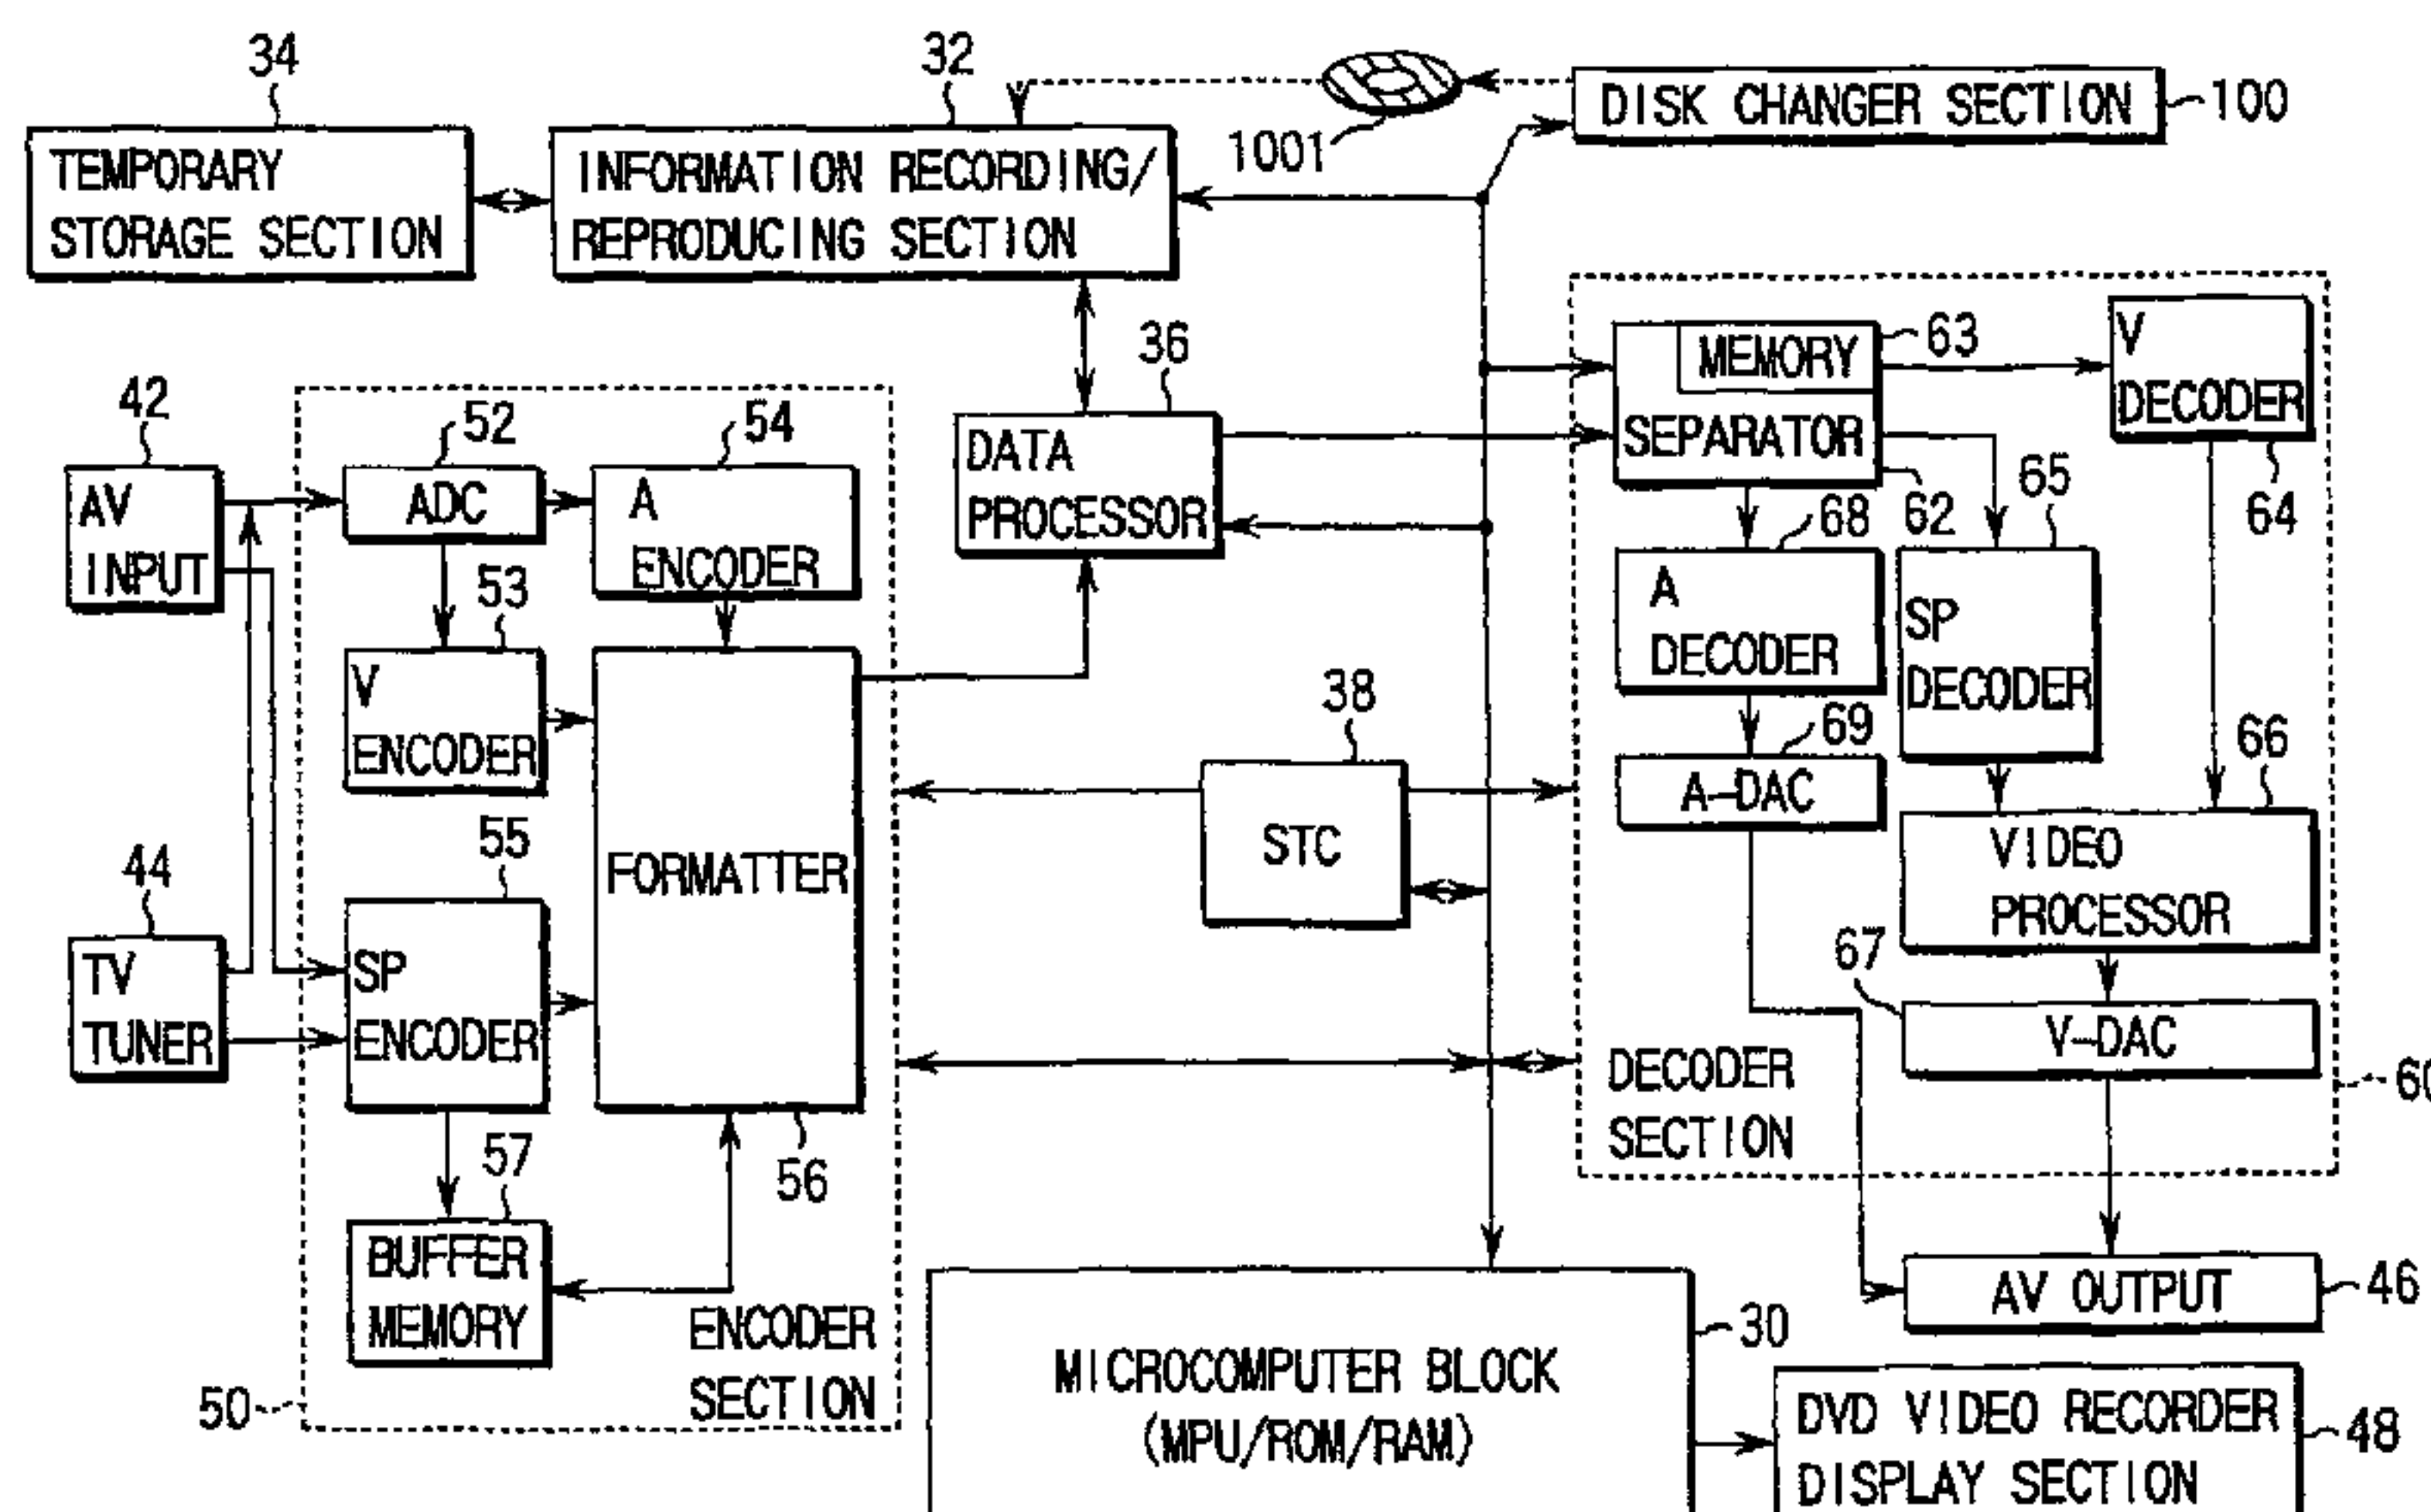 34
32
1001
DISK CHANGER SECTION
100
TEMPORARY
STORAGE SECTION
INFORMATION RECORDING/
REPRODUCING SECTION
42
AV
INPUT
44
TV
TUNER
52
ADC
54
A
ENCODER
53
V
ENCODER
55
SP
ENCODER
FORMATTER
56
57
BUFFER
MEMORY
ENCODER
SECTION
50
36
DATA
PROCESSOR
38
STC
MEMORY
63
SEPARATOR
62
V
DECODER
64
68
A
DECODER
65
SP
DECODER
69
A-DAC
66
VIDEO
PROCESSOR
67
V-DAC
DECODER
SECTION
AV OUTPUT
46
MICROCOMPUTER BLOCK
(MPU/ROM/RAM)
30
DVD VIDEO RECORDER
DISPLAY SECTION
48